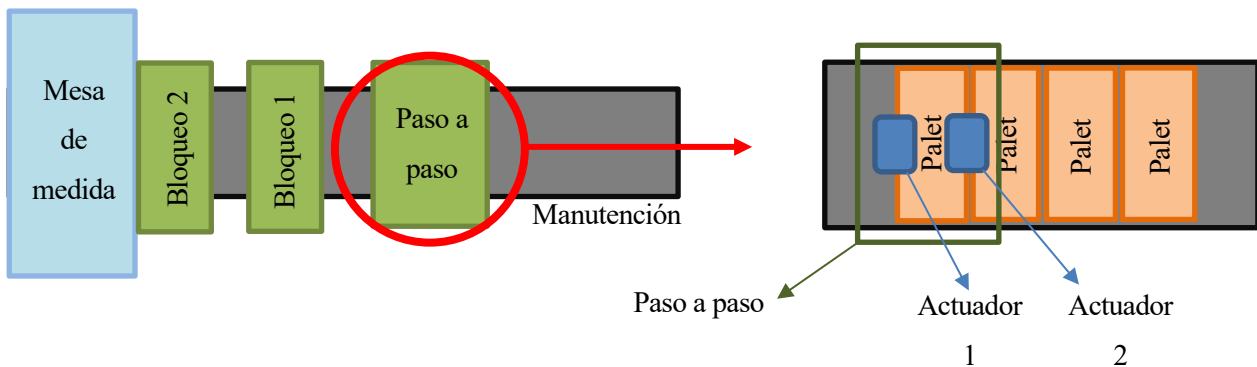 Mesa
de
medida
Bloqueo 2
Bloqueo 1
Paso a
paso
Manutención
Palet
Palet
Palet
Palet
Paso a paso
Actuador
1
Actuador
2